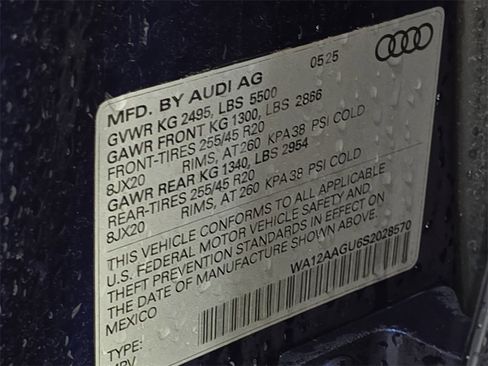 MFD. BY AUDI AG 05 25
GVWR KG 2495, LBS 5500
GAWR FRONT KG 1300, LBS 2866
FRONT-TIRES 255/45 R20
8JX20 RIMS, AT 260 KPA 38 PSI COLD
GAWR REAR KG 1340, LBS 2954
REAR-TIRES 255/45 R20
8JX20 RIMS, AT 260 KPA 38 PSI COLD
THIS VEHICLE CONFORMS TO ALL APPLICABLE
U.S. FEDERAL MOTOR VEHICLE SAFETY AND
THEFT PREVENTION STANDARDS IN EFFECT ON
THE DATE OF MANUFACTURE SHOWN ABOVE.
MEXICO WA12AAGU6S2028570
TYPE:
MPV